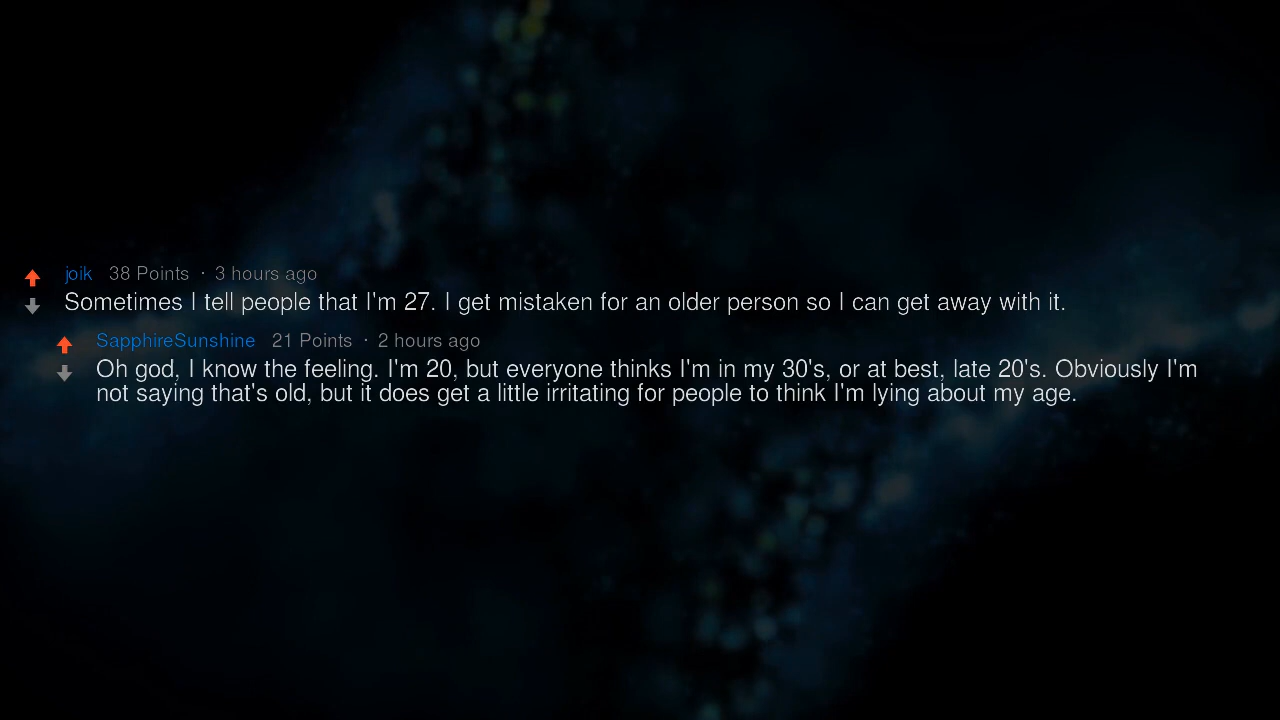 joik 38 Points · 3 hours ago
Sometimes I tell people that I'm 27. I get mistaken for an older person so I can get away with it.
SapphireSunshine 21 Points · 2 hours ago
Oh god, I know the feeling. I'm 20, but everyone thinks I'm in my 30's, or at best, late 20's. Obviously I'm
not saying that's old, but it does get a little irritating for people to think I'm lying about my age.